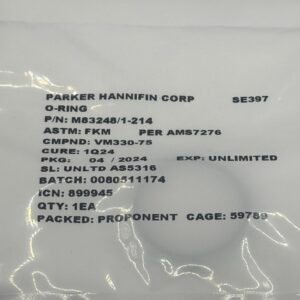 PARKER HANNIFIN CORP SE397
O-RING
P/N: M83248/1-214
ASTM: FKM PER AMS7276
CMPND: VM330-75
CURE: 1Q24
PKG: 04 / 2024 EXP: UNLIMITED
SL: UNLTD AS5316
BATCH: 0080511174
ICN: 899945
QTY: 1EA
PACKED: PROPONENT CAGE: 59789